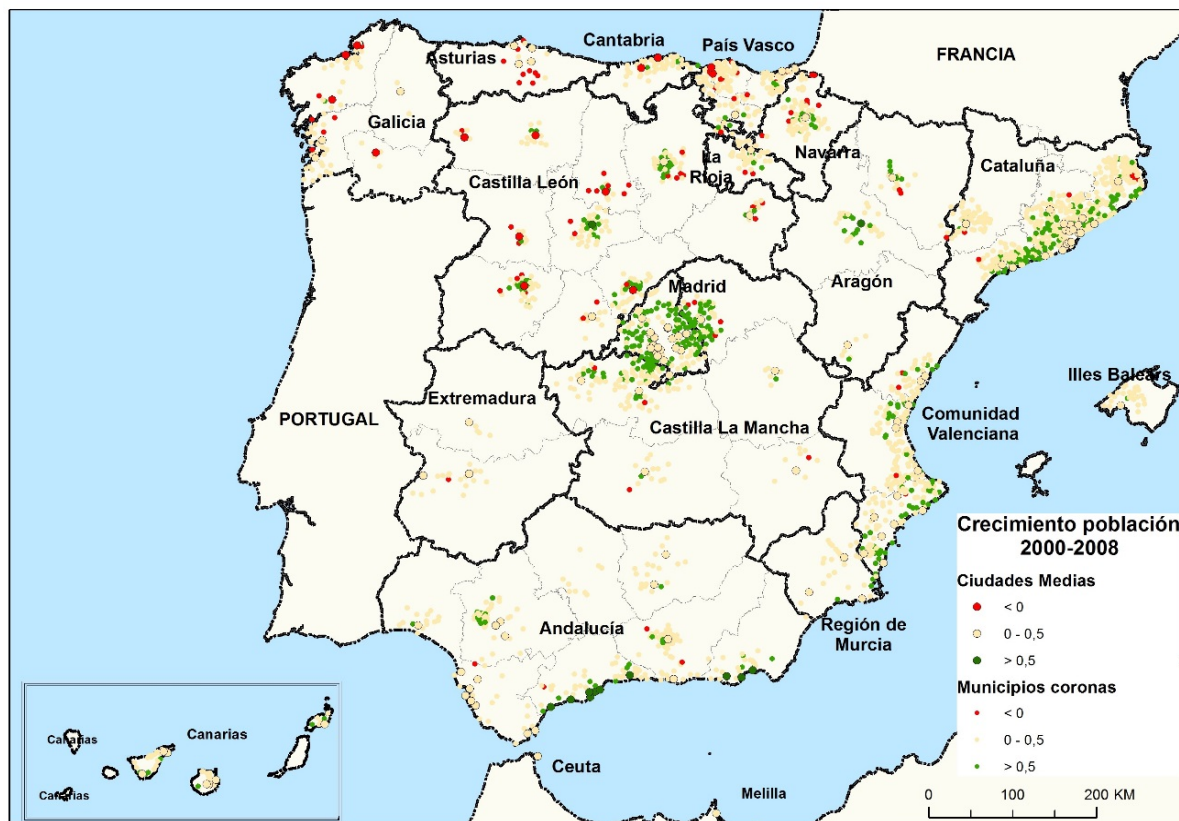 Cantabria
País Vasco
FRANCIA
Asturias
Galicia
La
Rioja
Navarra
Cataluña
Castilla León
Madrid
Aragón
Illes Balears
Extremadura
PORTUGAL
Castilla La Mancha
Comunidad
Valenciana
Andalucía
Región de
Murcia
Crecimiento población
2000-2008
Ciudades Medias
< 0
0 - 0,5
> 0,5
Municipios coronas
< 0
0 - 0,5
> 0,5
Canarias
Canarias
Canarias
Ceuta
Melilla
0 100 200 KM